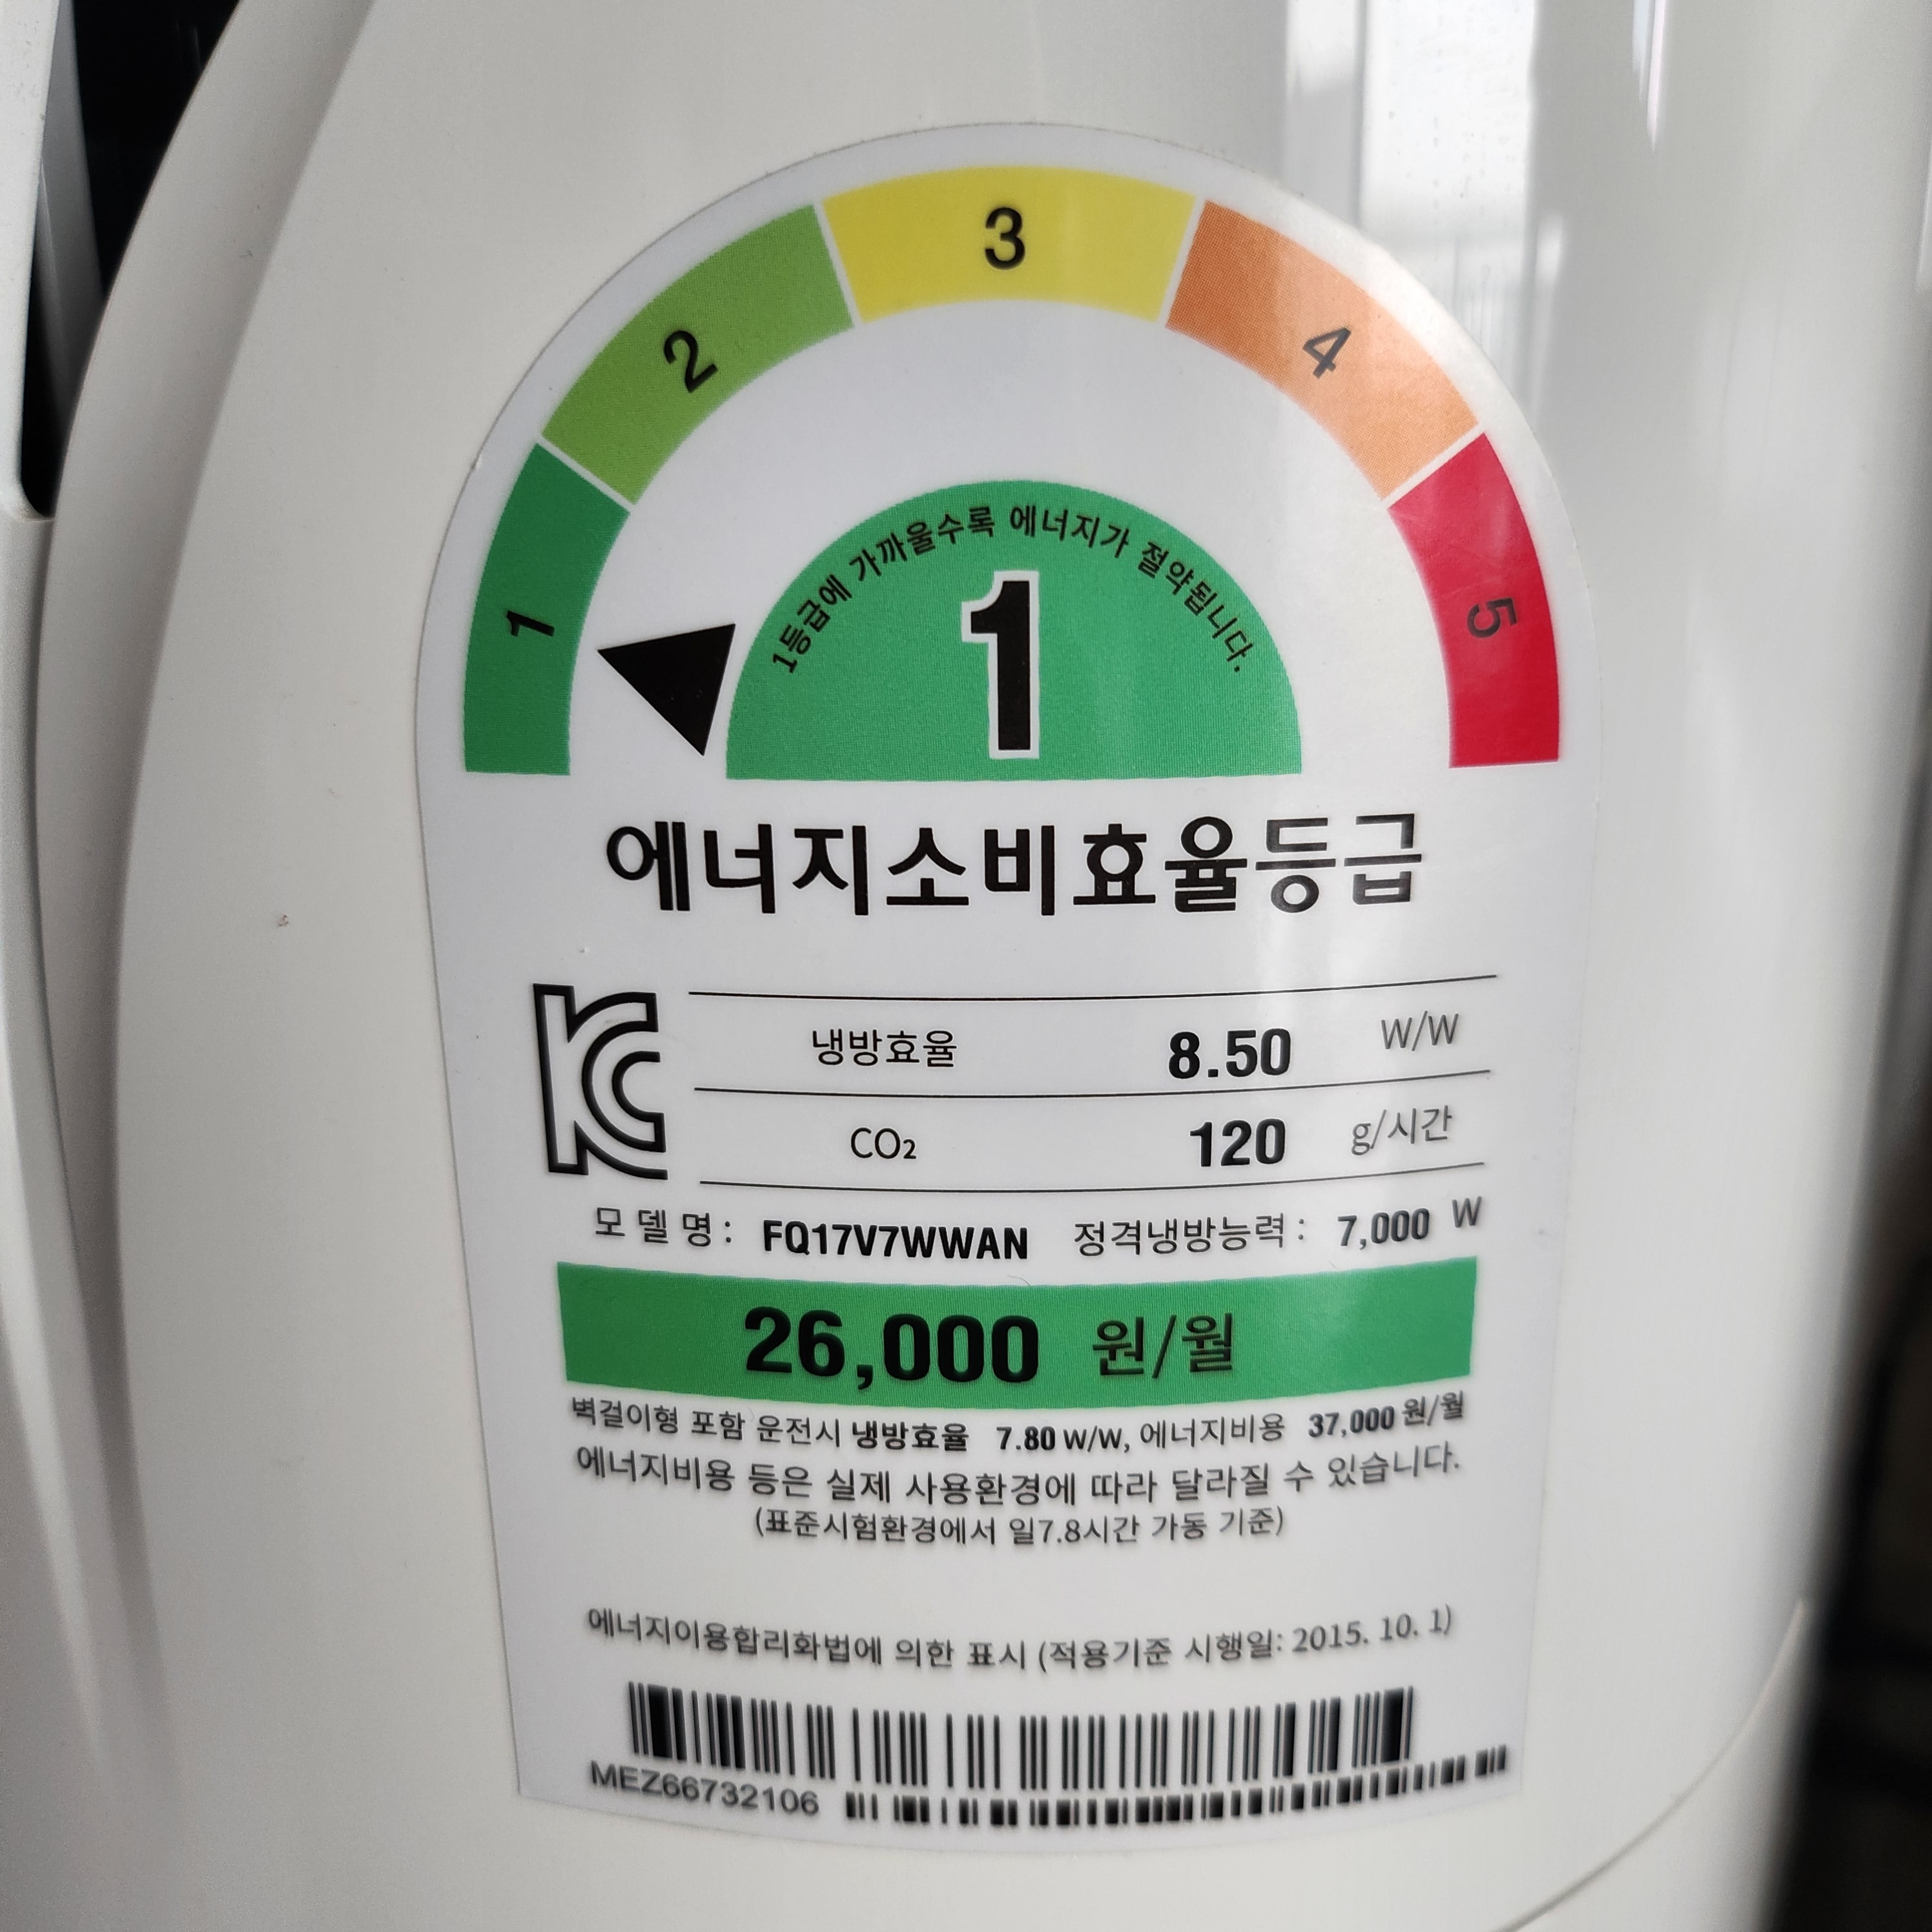 1
2
3
4
5
1등급에 가까울수록 에너지가 절약됩니다.
1
에너지소비효율등급
냉방효율 8.50 W/W
CO₂ 120 g/시간
모 델 명 : FQ17V7WWAN 정격냉방능력 : 7,000 W
26,000 원/월
벽걸이형 포함 운전시 냉방효율 7.80 W/W, 에너지비용 37,000 원/월
에너지비용 등은 실제 사용환경에 따라 달라질 수 있습니다.
(표준시험환경에서 일7.8시간 가동 기준)
에너지이용합리화법에 의한 표시 (적용기준 시행일: 2015. 10. 1)
MEZ66732106